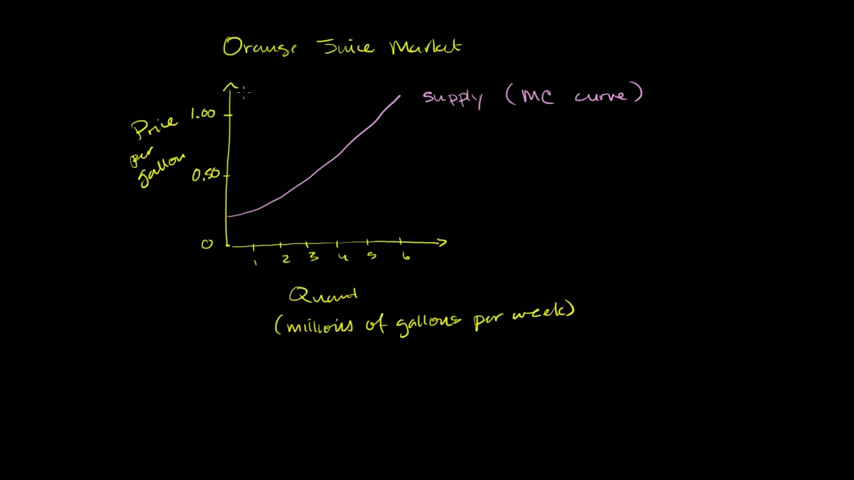 Orange Juice Market
supply (MC curve)
Price
per
gallon
1.00
0.50
0
1 2 3 4 5 6
Quant
(millions of gallons per week)